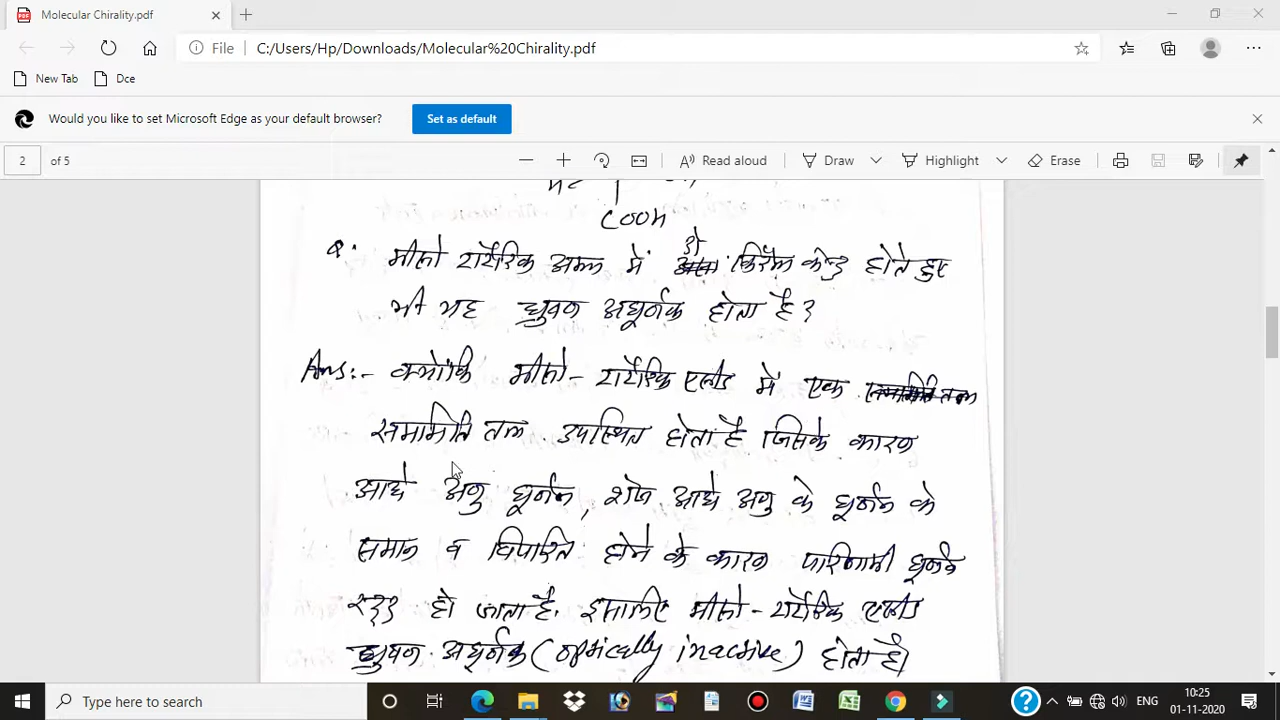 Molecular Chirality.pdf
File C:/Users/Hp/Downloads/Molecular%20Chirality.pdf
New Tab Dce
Would you like to set Microsoft Edge as your default browser? Set as default
2 of 5 Read aloud Draw Highlight Erase
COOH
Q. मीसो टार्टरिक अम्ल में दो किरैल केन्द्र होते हुए
भी यह ध्रुवण अघूर्णक होता है?
Ans:- क्योंकि मीसो- टार्टरिक एसीड में एक
सममिति तल उपस्थित होता है जिसके कारण
आधे अणु घूर्णन, शेष आधे अणु के घूर्णन के
समान व विपरित होने के कारण परिणामी घूर्णन
शून्य हो जाता है. इसलिए मीसो- टार्टरिक एसीड
ध्रुवण अघूर्णक (optically inactive) होता है।
Type here to search
ENG
10:25
01-11-2020